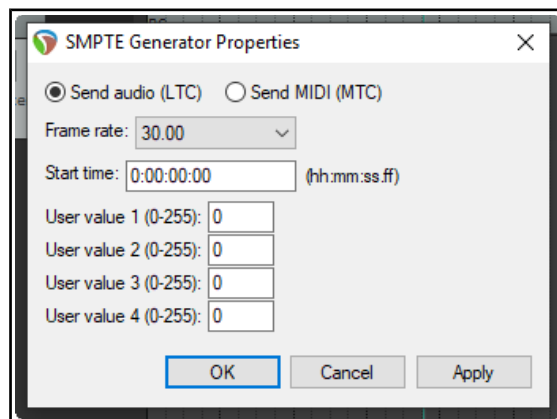 SMPTE Generator Properties
Send audio (LTC) Send MIDI (MTC)
Frame rate: 30.00
Start time: 0:00:00:00 (hh:mm:ss.ff)
User value 1 (0-255): 0
User value 2 (0-255): 0
User value 3 (0-255): 0
User value 4 (0-255): 0
OK Cancel Apply